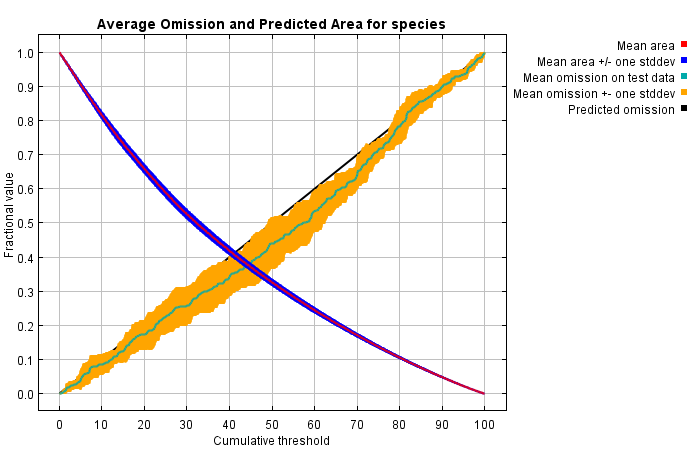 Average Omission and Predicted Area for species
Mean area
Mean area +/- one stddev
Mean omission on test data
Mean omission +- one stddev
Predicted omission
Fractional value
1.0
0.9
0.8
0.7
0.6
0.5
0.4
0.3
0.2
0.1
0.0
0 10 20 30 40 50 60 70 80 90 100
Cumulative threshold